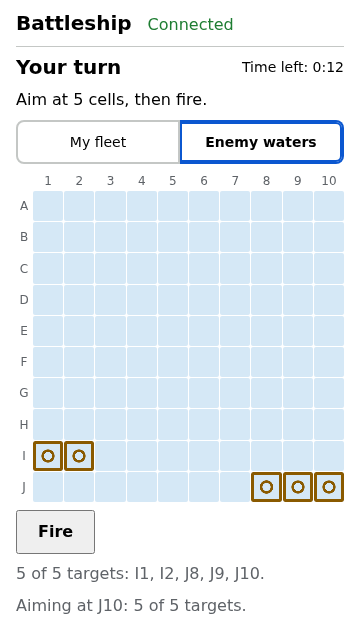 Battleship Connected
Your turn Time left: 0:12
Aim at 5 cells, then fire.
My fleet Enemy waters
1 2 3 4 5 6 7 8 9 10
A
B
C
D
E
F
G
H
I
J
Fire
5 of 5 targets: I1, I2, J8, J9, J10.
Aiming at J10: 5 of 5 targets.